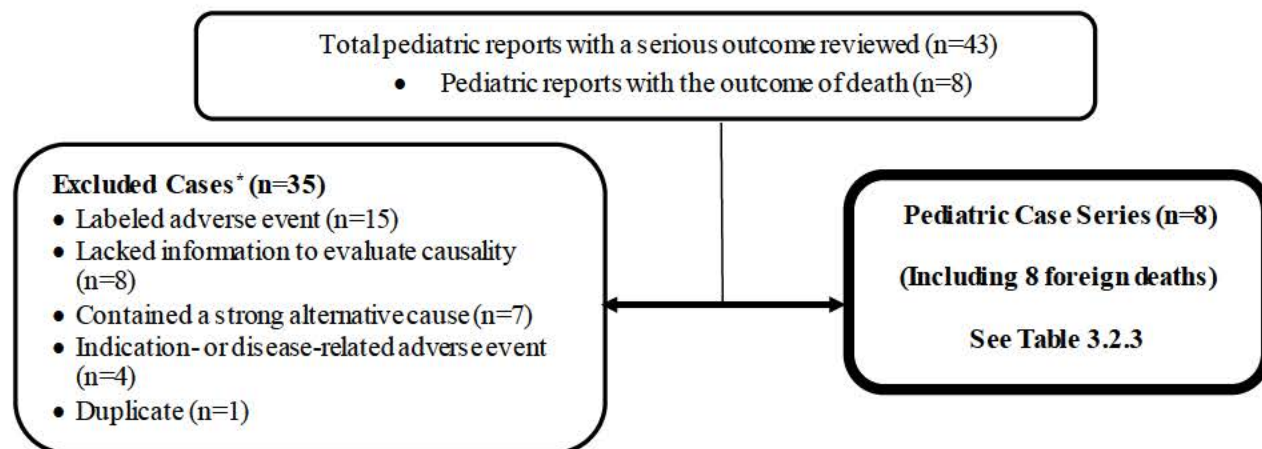 Total pediatric reports with a serious outcome reviewed (n=43)
• Pediatric reports with the outcome of death (n=8)
Excluded Cases* (n=35)
• Labeled adverse event (n=15)
• Lacked information to evaluate causality
(n=8)
• Contained a strong alternative cause (n=7)
• Indication- or disease-related adverse event
(n=4)
• Duplicate (n=1)
Pediatric Case Series (n=8)
(Including 8 foreign deaths)
See Table 3.2.3